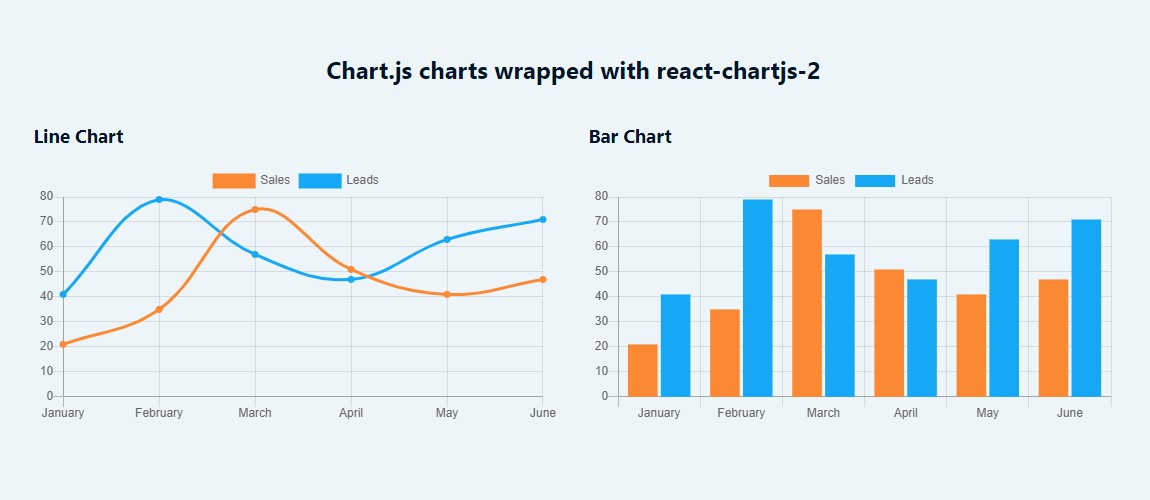 Chart.js charts wrapped with react-chartjs-2
Line Chart
Sales Leads
80
70
60
50
40
30
20
10
0
January February March April May June
Bar Chart
Sales Leads
80
70
60
50
40
30
20
10
0
January February March April May June